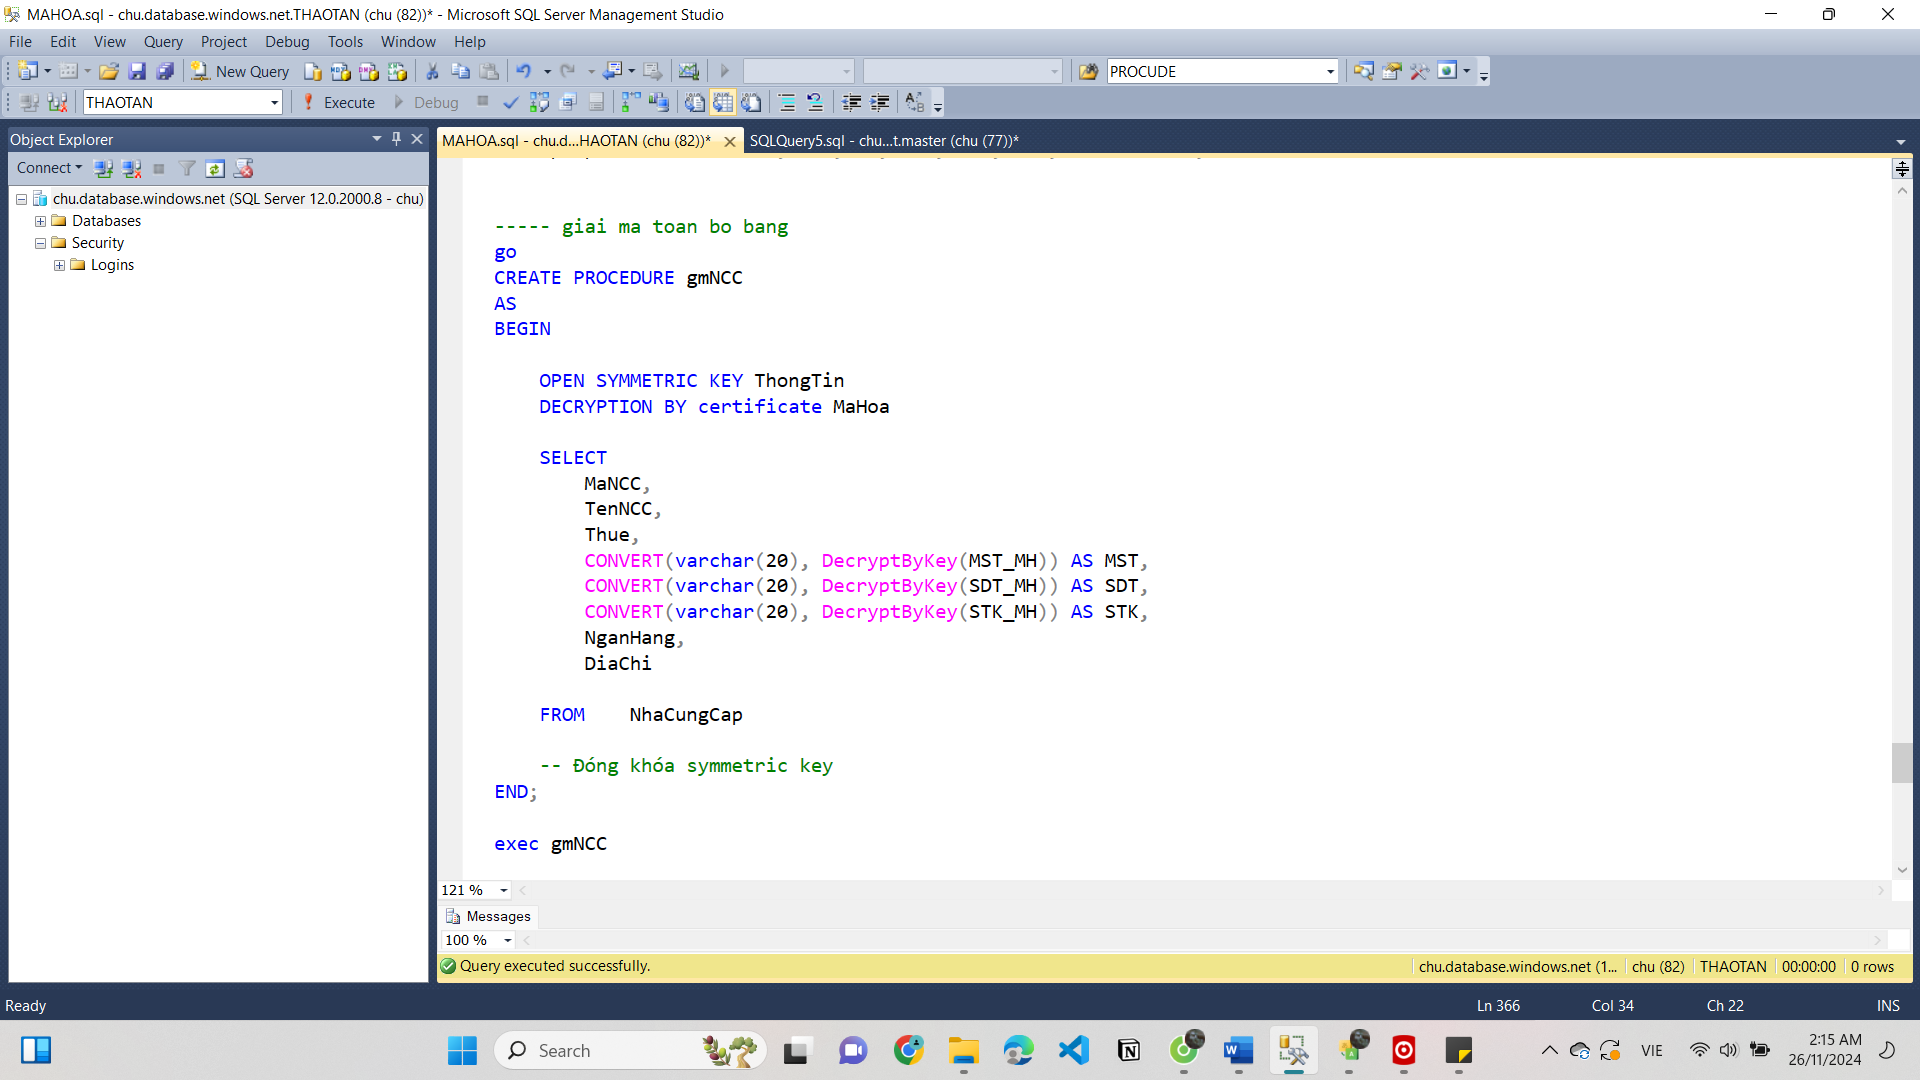 MAHOA.sql - chu.database.windows.net.THAOTAN (chu (82))* - Microsoft SQL Server Management Studio
File Edit View Query Project Debug Tools Window Help
New Query PROCUDE
THAOTAN Execute Debug
Object Explorer
Connect
chu.database.windows.net (SQL Server 12.0.2000.8 - chu)
Databases
Security
Logins
MAHOA.sql - chu.d...HAOTAN (chu (82))* SQLQuery5.sql - chu...t.master (chu (77))*
----- giai ma toan bo bang
go
CREATE PROCEDURE gmNCC
AS
BEGIN
OPEN SYMMETRIC KEY ThongTin
DECRYPTION BY certificate MaHoa
SELECT
MaNCC,
TenNCC,
Thue,
CONVERT(varchar(20), DecryptByKey(MST_MH)) AS MST,
CONVERT(varchar(20), DecryptByKey(SDT_MH)) AS SDT,
CONVERT(varchar(20), DecryptByKey(STK_MH)) AS STK,
NganHang,
DiaChi
FROM NhaCungCap
-- Đóng khóa symmetric key
END;
exec gmNCC
121 %
Messages
100 %
Query executed successfully. chu.database.windows.net (1... chu (82) THAOTAN 00:00:00 0 rows
Ready Ln 366 Col 34 Ch 22 INS
Search VIE 2:15 AM
26/11/2024